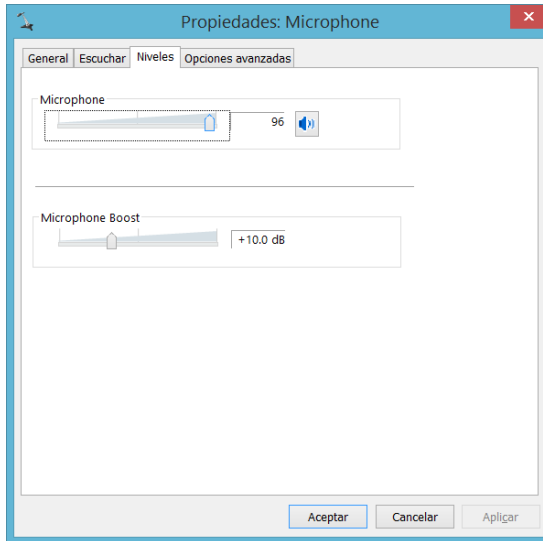 Propiedades: Microphone
General Escuchar Niveles Opciones avanzadas
Microphone
96
Microphone Boost
+10.0 dB
Aceptar Cancelar Aplicar